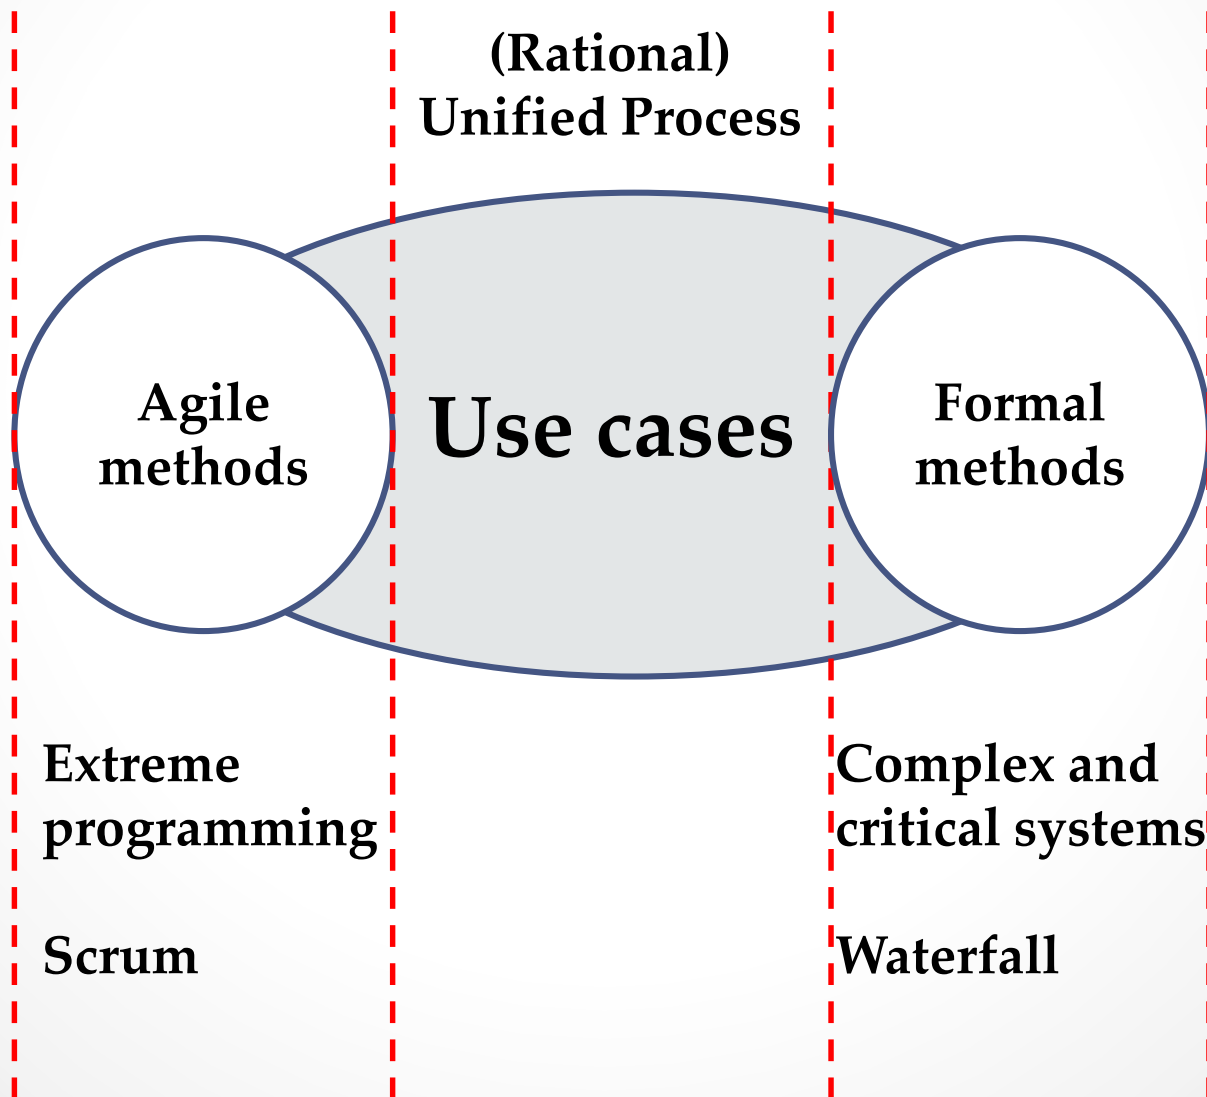 (Rational)
Unified Process
Agile
methods
Use cases
Formal
methods
Extreme
programming
Scrum
Complex and
critical systems
Waterfall